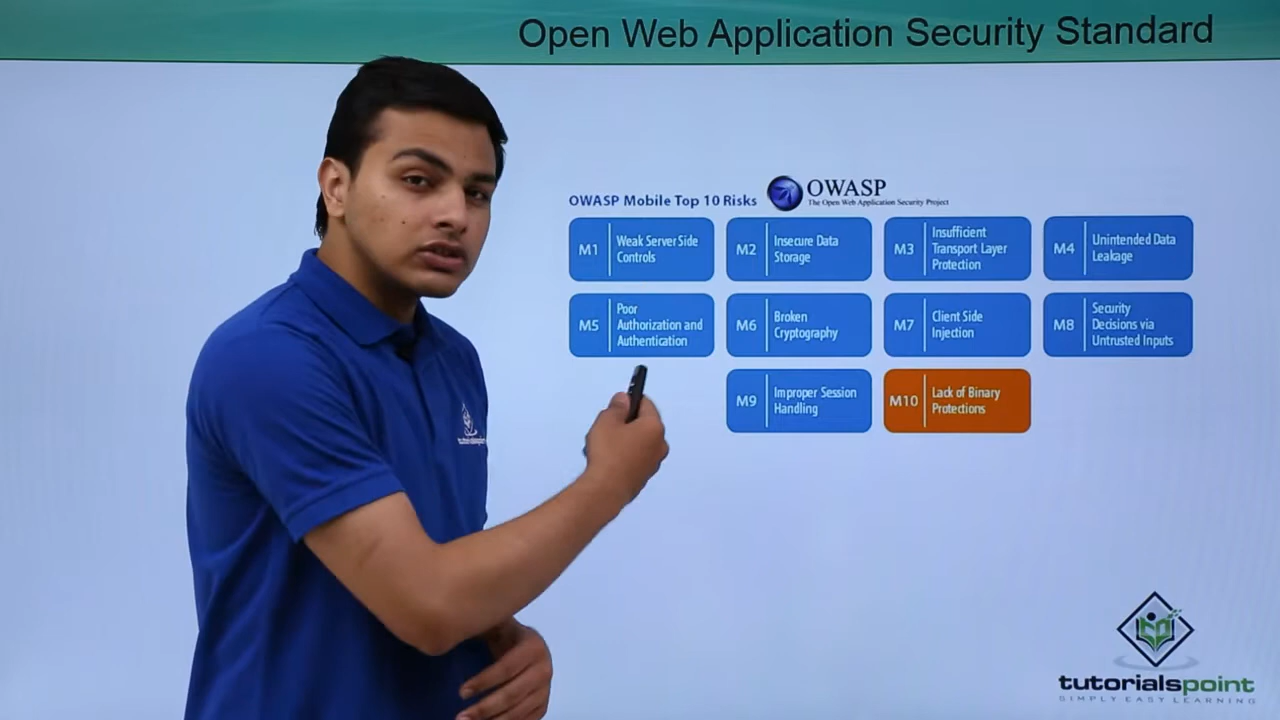 Open Web Application Security Standard
OWASP Mobile Top 10 Risks
OWASP
The Open Web Application Security Project
M1
Weak Server Side
Controls
M2
Insecure Data
Storage
M3
Insufficient
Transport Layer
Protection
M4
Unintended Data
Leakage
M5
Poor
Authorization and
Authentication
M6
Broken
Cryptography
M7
Client Side
Injection
M8
Security
Decisions via
Untrusted Inputs
M9
Improper Session
Handling
M10
Lack of Binary
Protections
tutorialspoint
tutorialspoint
SIMPLY EASY LEARNING